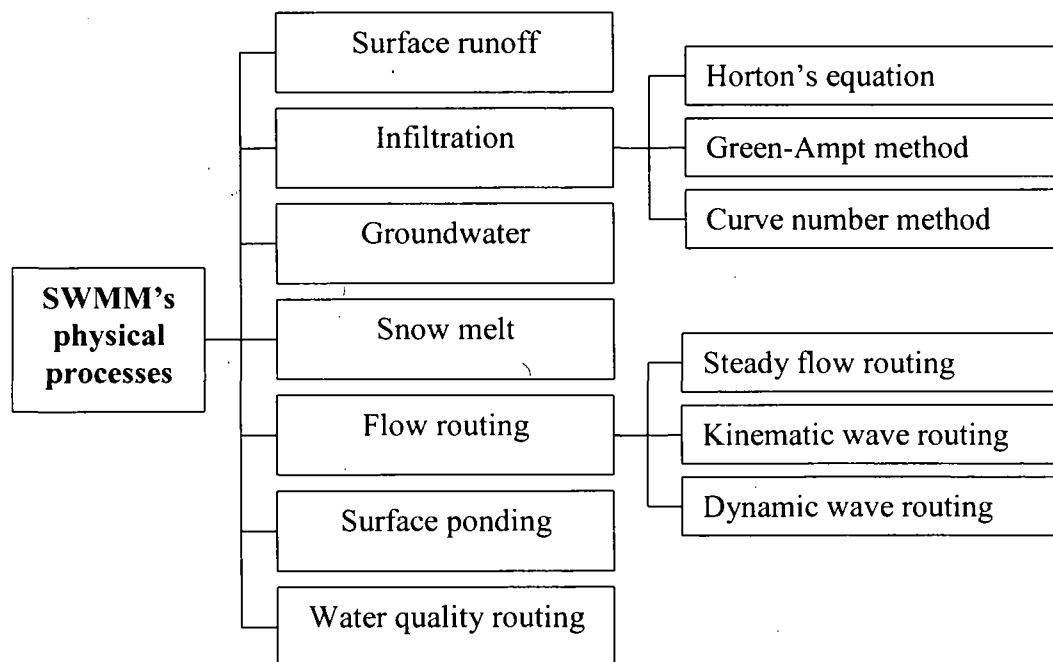 SWMM's
physical
processes
Surface runoff
Infiltration
Groundwater
Snow melt
Flow routing
Surface ponding
Water quality routing
Horton's equation
Green-Ampt method
Curve number method
Steady flow routing
Kinematic wave routing
Dynamic wave routing